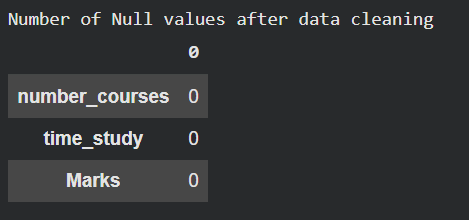 Number of Null values after data cleaning
0
number_courses 0
time_study 0
Marks 0